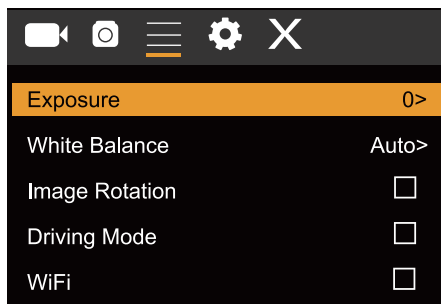 Exposure 0>
White Balance Auto>
Image Rotation
Driving Mode
WiFi